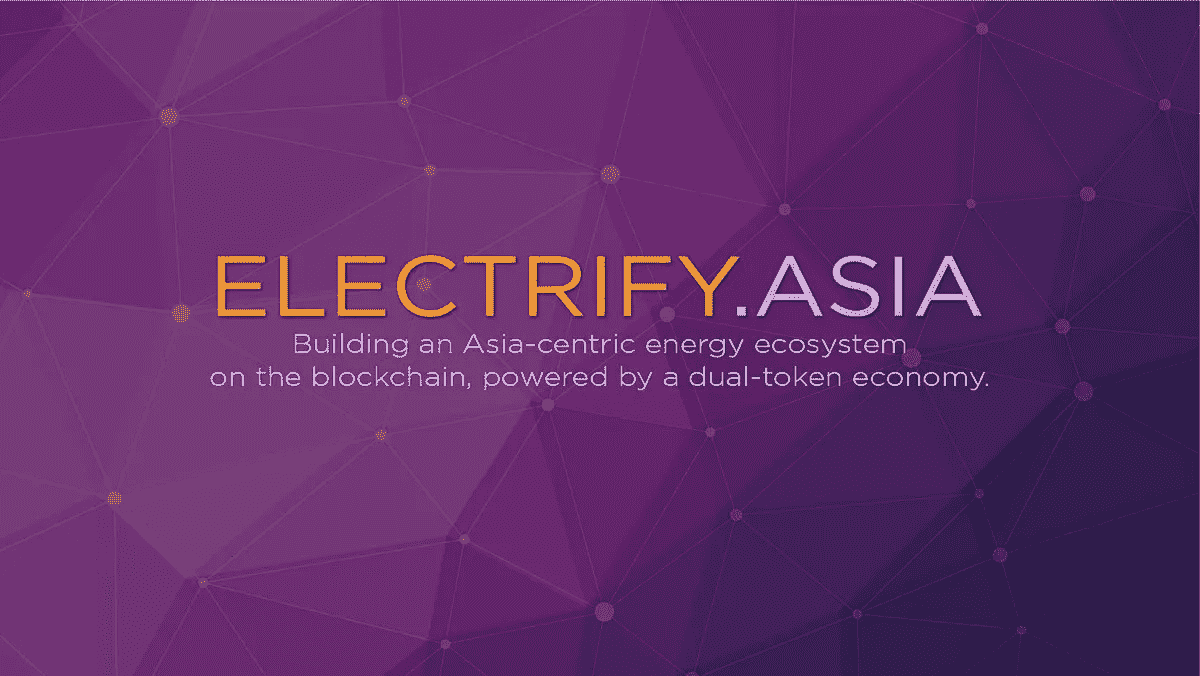 ELECTRIFY.ASIA
Building an Asia-centric energy ecosystem
on the blockchain, powered by a dual-token economy.